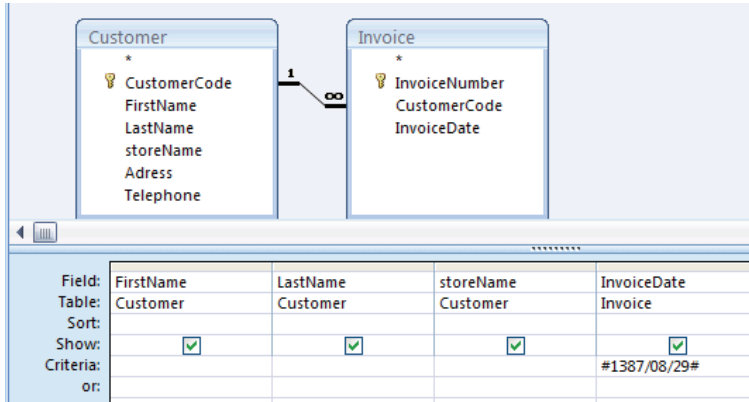 Customer
*
CustomerCode
FirstName
LastName
storeName
Adress
Telephone
1
∞
Invoice
*
InvoiceNumber
CustomerCode
InvoiceDate
Field: FirstName LastName storeName InvoiceDate
Table: Customer Customer Customer Invoice
Sort:
Show:
Criteria: #1387/08/29#
or: